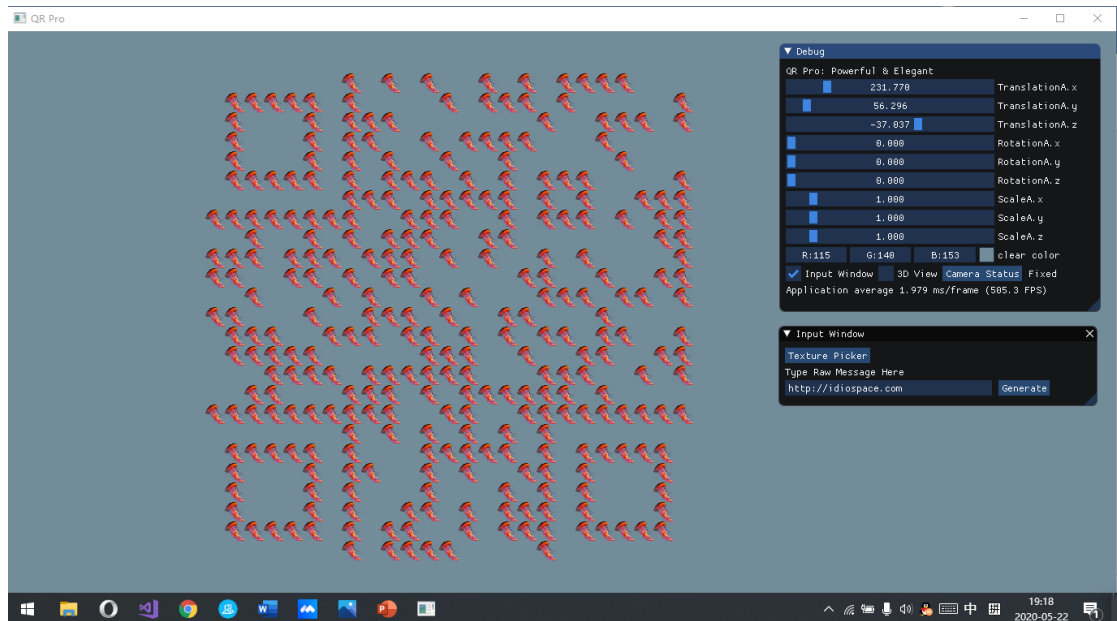 QR Pro
Debug
QR Pro: Powerful & Elegant
231.770 TranslationA.x
56.296 TranslationA.y
-37.037 TranslationA.z
0.000 RotationA.x
0.000 RotationA.y
0.000 RotationA.z
1.000 ScaleA.x
1.000 ScaleA.y
1.000 ScaleA.z
R:115 G:140 B:153 clear color
Input Window 3D View Camera Status Fixed
Application average 1.979 ms/frame (505.3 FPS)
Input Window
Texture Picker
Type Raw Message Here
http://idiospace.com Generate
中
19:18
2020-05-22
1